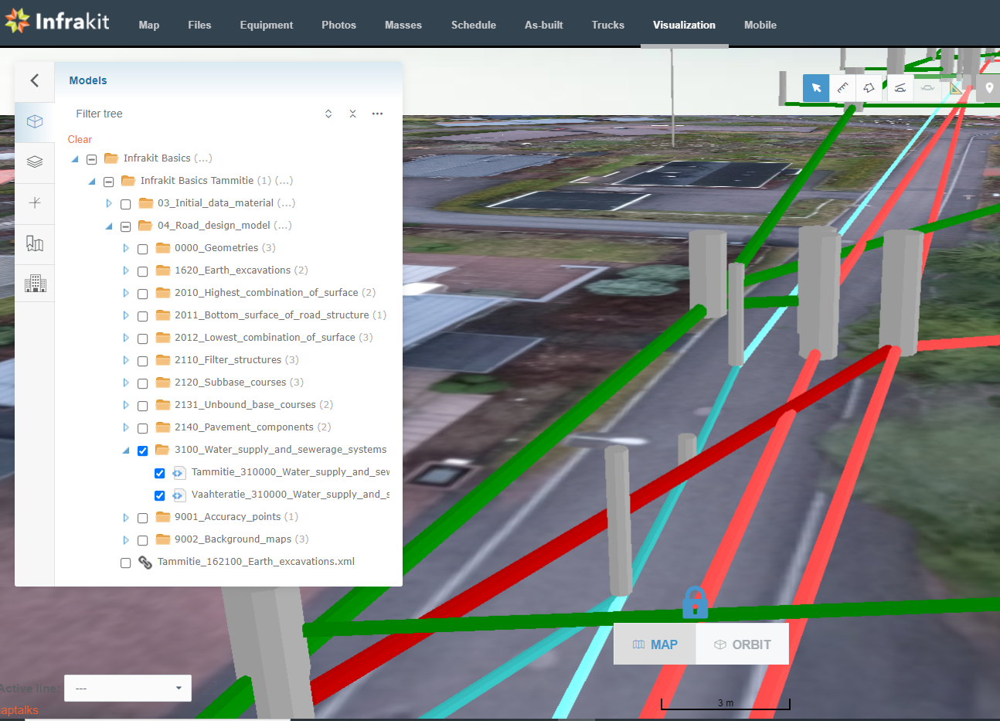 Infrakit
Map Files Equipment Photos Masses Schedule As-built Trucks Visualization Mobile
Models
Filter tree
Clear
Infrakit Basics (...)
Infrakit Basics Tammitie (1) (...)
03_Initial_data_material (...)
04_Road_design_model (...)
0000_Geometries (3)
1620_Earth_excavations (2)
2010_Highest_combination_of_surface (2)
2011_Bottom_surface_of_road_structure (1)
2012_Lowest_combination_of_surface (3)
2110_Filter_structures (3)
2120_Subbase_courses (3)
2131_Unbound_base_courses (2)
2140_Pavement_components (2)
3100_Water_supply_and_sewerage_systems
Tammitie_310000_Water_supply_and_sew
Vaahteratie_310000_Water_supply_and_s
9001_Accuracy_points (1)
9002_Background_maps (3)
Tammitie_162100_Earth_excavations.xml
MAP ORBIT
Active line: ---
3 m
aptalks